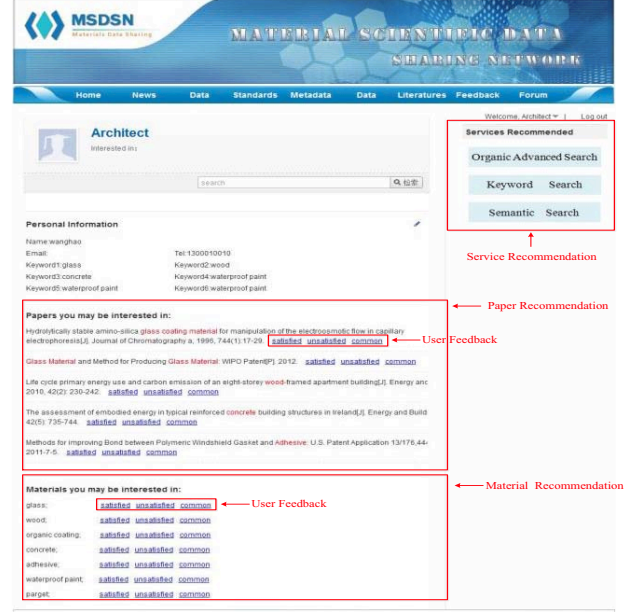 MSDSN
Materials Data Sharing
MATERIAL SCIENTIFIC DATA
SHARING NETWORK
Home News Data Standards Metadata Data Literatures Feedback Forum
Welcome, Architect | Log out
Architect
Interested in:
search 检索
Services Recommended
Organic Advanced Search
Keyword Search
Semantic Search
Service Recommendation
Personal Information
Name:wanghao
Email: Tel:1300010010
Keyword1:glass Keyword2:wood
Keyword3:concrete Keyword4:waterproof paint
Keyword5:waterproof paint Keyword6:waterproof paint
Paper Recommendation
Papers you may be interested in:
Hydrolytically stable amino-silica glass coating material for manipulation of the electroosmotic flow in capillary
electrophoresis[J]. Journal of Chromatography a, 1996, 744(1):17-29. satisfied unsatisfied common
User Feedback
Glass Material and Method for Producing Glass Material: WIPO Patent[P]. 2012. satisfied unsatisfied common
Life cycle primary energy use and carbon emission of an eight-storey wood-framed apartment building[J]. Energy and
2010, 42(2): 230-242. satisfied unsatisfied common
The assessment of embodied energy in typical reinforced concrete building structures in Ireland[J]. Energy and Build
42(5): 735-744. satisfied unsatisfied common
Methods for improving Bond between Polymeric Windshield Gasket and Adhesive: U.S. Patent Application 13/176,44
2011-7-5. satisfied unsatisfied common
Material Recommendation
Materials you may be interested in:
glass; satisfied unsatisfied common
User Feedback
wood; satisfied unsatisfied common
organic coating; satisfied unsatisfied common
concrete; satisfied unsatisfied common
adhesive; satisfied unsatisfied common
waterproof paint; satisfied unsatisfied common
parget; satisfied unsatisfied common